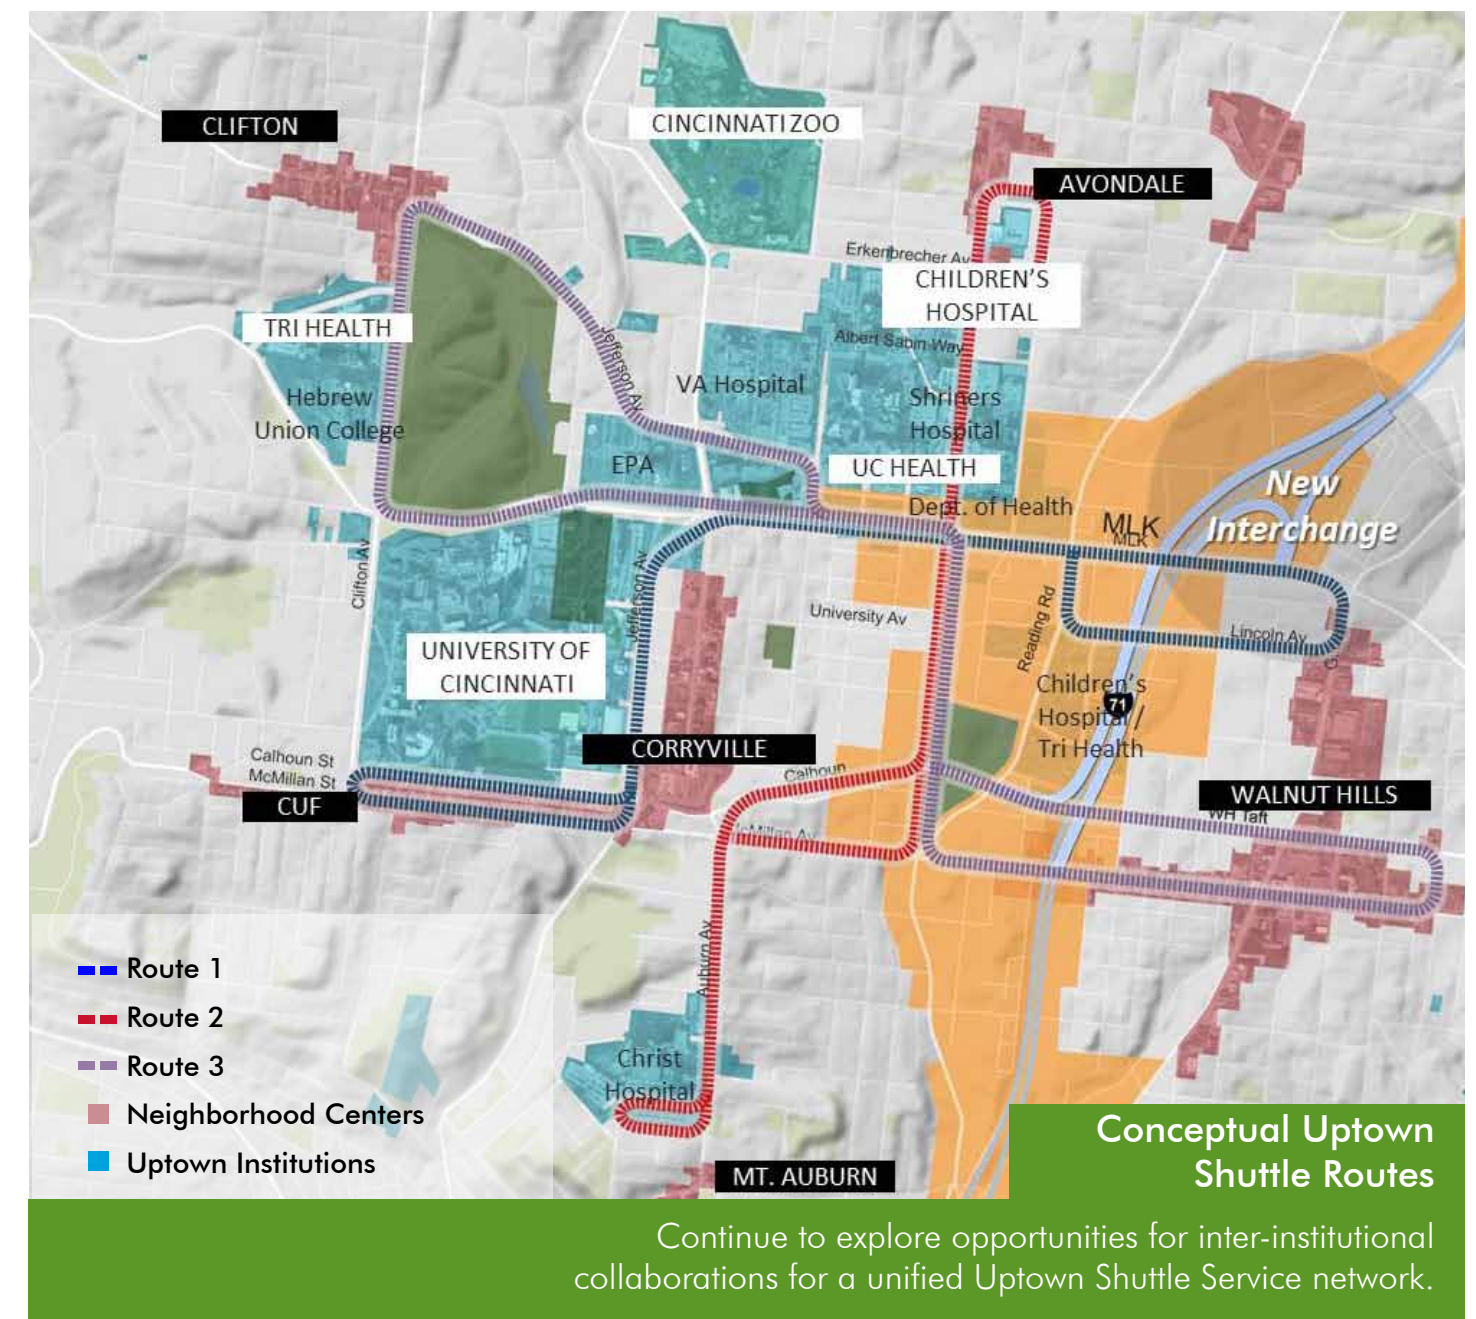 CLIFTON
CINCINNATI ZOO
AVONDALE
Erkenbrecher Av
CHILDREN'S
HOSPITAL
TRI HEALTH
Albert Sabin Way
Jefferson Av
VA Hospital
Hebrew
Union College
Shriners
Hospital
EPA
UC HEALTH
New
Interchange
Dept. of Health
MLK
MLK
Clifton Av
Jefferson Av
University Av
Reading Rd
Lincoln Av
UNIVERSITY OF
CINCINNATI
Children's
Hospital /
Tri Health
71
CORRYVILLE
Calhoun St
McMillan St
Calhoun
CUF
WALNUT HILLS
WH Taft
McMillan Av
Auburn Av
Route 1
Route 2
Route 3
Neighborhood Centers
Uptown Institutions
Christ
Hospital
MT. AUBURN
Conceptual Uptown
Shuttle Routes
Continue to explore opportunities for inter-institutional
collaborations for a unified Uptown Shuttle Service network.